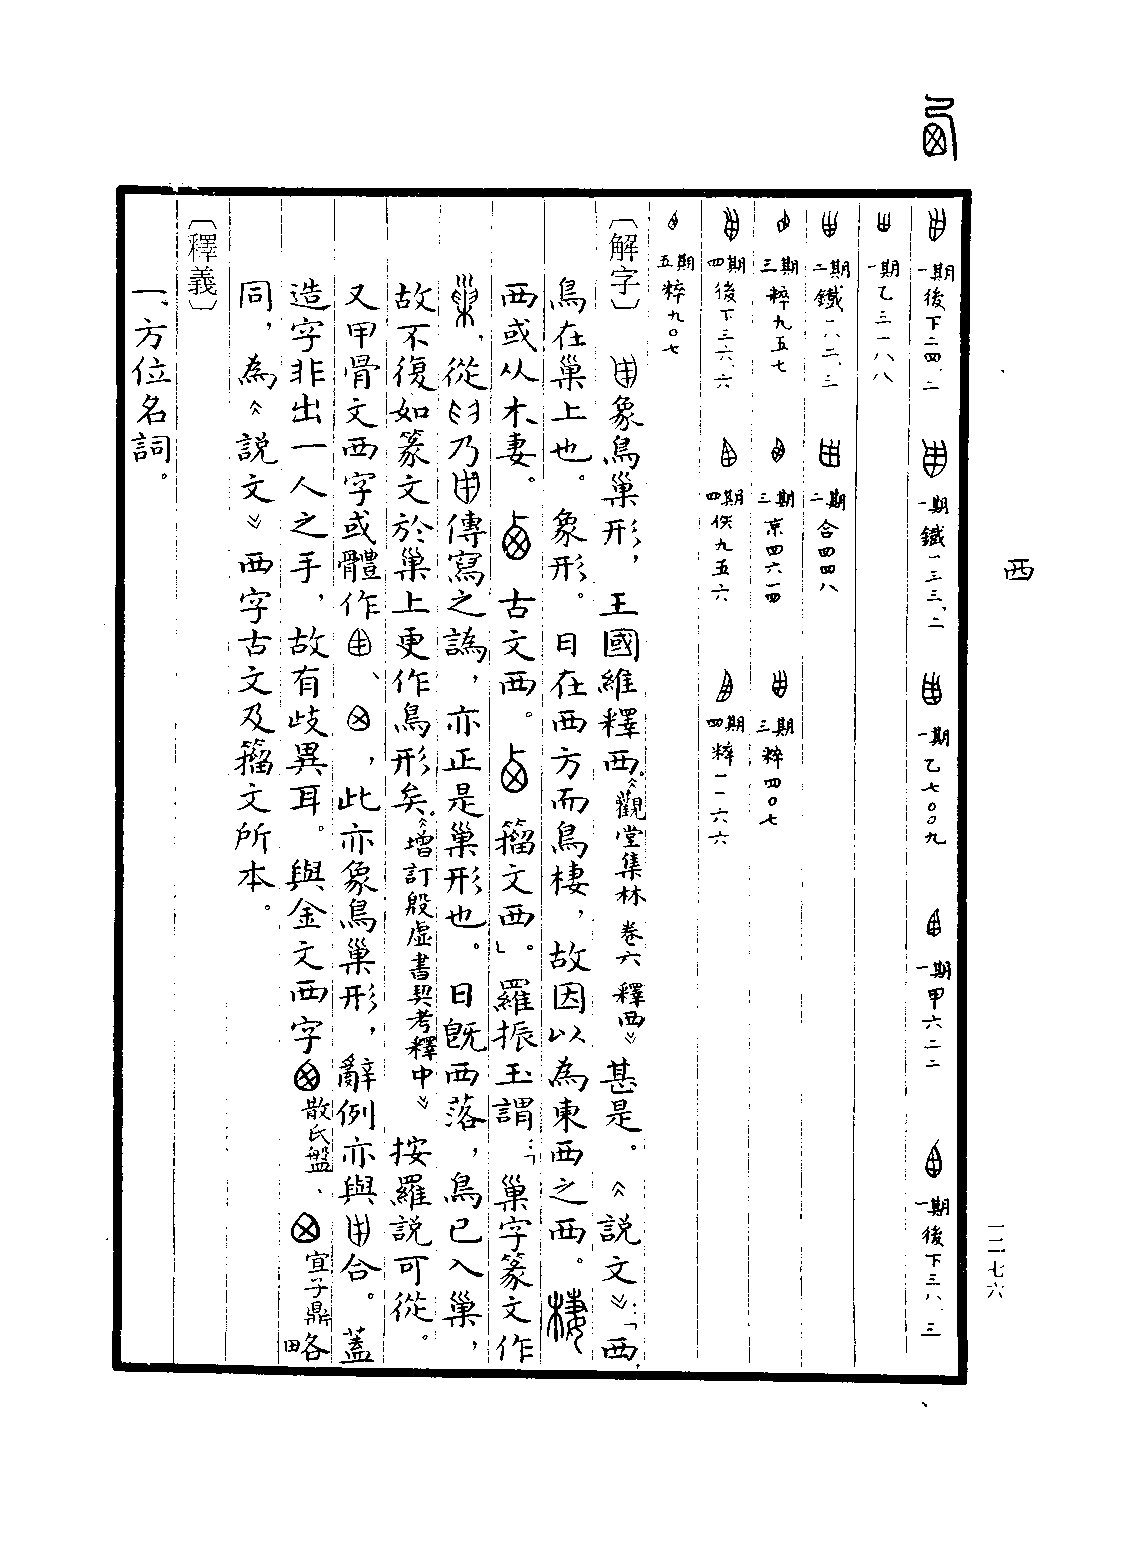 西
一二七六
一期後下二四、二 一期鐵一三三、二 一期乙七〇〇九 一期甲六二二 一期後下三八、三
一期乙三一八八
二期鐵一八二、三 二期合四四八
三期粹九五七 三期京四六一四 三期粹四〇七
四期後下三六、六 四期佚九五六 四期粹一一六六
五期粹九〇七
〔解字〕 象鳥巢形,王國維釋西。《觀堂集林 卷六 釋西》甚是。《說文》:「西,
鳥在巢上也。象形。日在西方而鳥棲,故因以為東西之西。棲
西或从木妻。 古文西。 籀文西」。羅振玉謂:「巢字篆文作
巢,從 乃 傳寫之譌,亦正是巢形也。日既西落,鳥已入巢,
故不復如篆文於巢上更作鳥形矣。《增訂殷虛書契考釋中》按羅說可從。
又甲骨文西字或體作 、 ,此亦象鳥巢形,辭例亦與 合。蓋
造字非出一人之手,故有歧異耳。與金文西字 散氏盤、 宜子鼎略
同,為《說文》西字古文及籀文所本。
〔釋義〕
一、方位名詞。